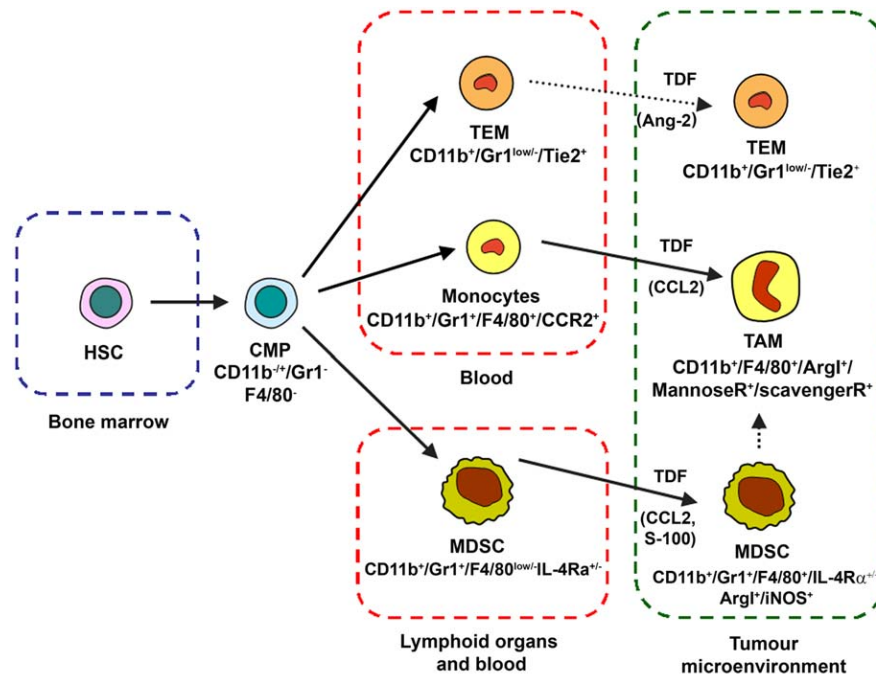 HSC
Bone marrow
CMP
CD11b⁻/⁺/Gr1⁻
F4/80⁻
TEM
CD11b⁺/Gr1ˡᵒʷ/⁻/Tie2⁺
Monocytes
CD11b⁺/Gr1⁺/F4/80⁺/CCR2⁺
Blood
MDSC
CD11b⁺/Gr1⁺/F4/80ˡᵒʷ/⁻IL-4Ra⁺/⁻
Lymphoid organs
and blood
TDF
(Ang-2)
TDF
(CCL2)
TDF
(CCL2,
S-100)
TEM
CD11b⁺/Gr1ˡᵒʷ/⁻/Tie2⁺
TAM
CD11b⁺/F4/80⁺/ArgI⁺/
MannoseR⁺/scavengerR⁺
MDSC
CD11b⁺/Gr1⁺/F4/80⁺/IL-4Rα⁺/⁻
ArgI⁺/iNOS⁺
Tumour
microenvironment